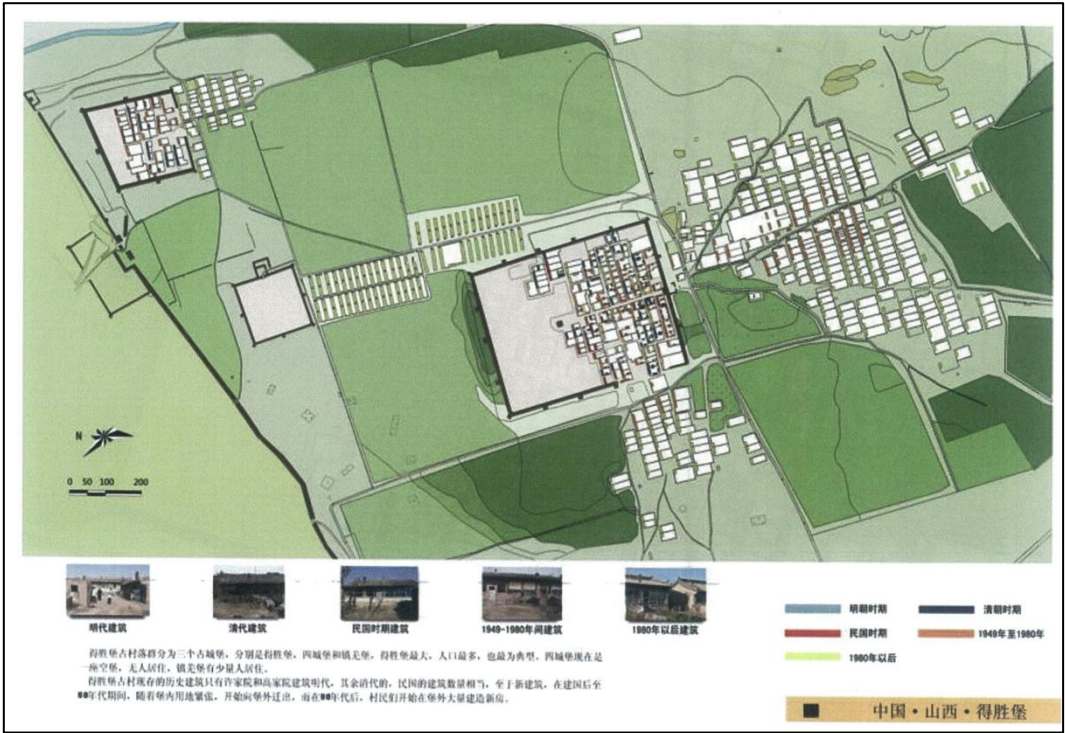 N
0 50 100 200
明代建筑
清代建筑
民国时期建筑
1949-1980年间建筑
1980年以后建筑
明朝时期
清朝时期
民国时期
1949年至1980年
1980年以后
得胜堡古村落群分为三个古城堡，分别是得胜堡，四城堡和镇羌堡，得胜堡最大，人口最多，也最为典型。四城堡现在是
一座空堡，无人居住，镇羌堡有少量人居住。
得胜堡古村现存的历史建筑只有许家院和高家院建筑明代，其余清代的，民国的建筑数量相当，至于新建筑，在建国后至
80年代期间，随着堡内用地紧张，开始向堡外迁出，而在80年代后，村民们开始在堡外大量建造新房。
中国·山西·得胜堡